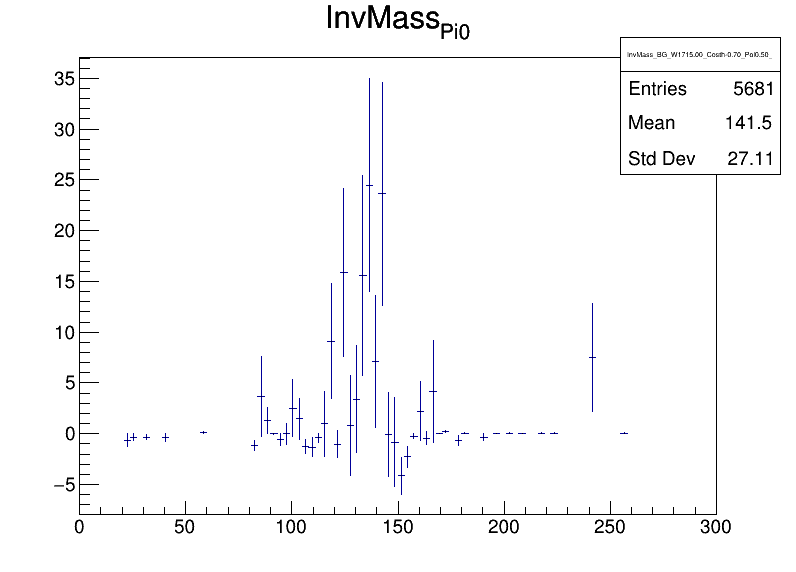 InvMassPi0
InvMass_BG_W1715.00_Costh-0.70_Pol0.50_
Entries 5681
Mean 141.5
Std Dev 27.11
35
30
25
20
15
10
5
0
−5
0 50 100 150 200 250 300